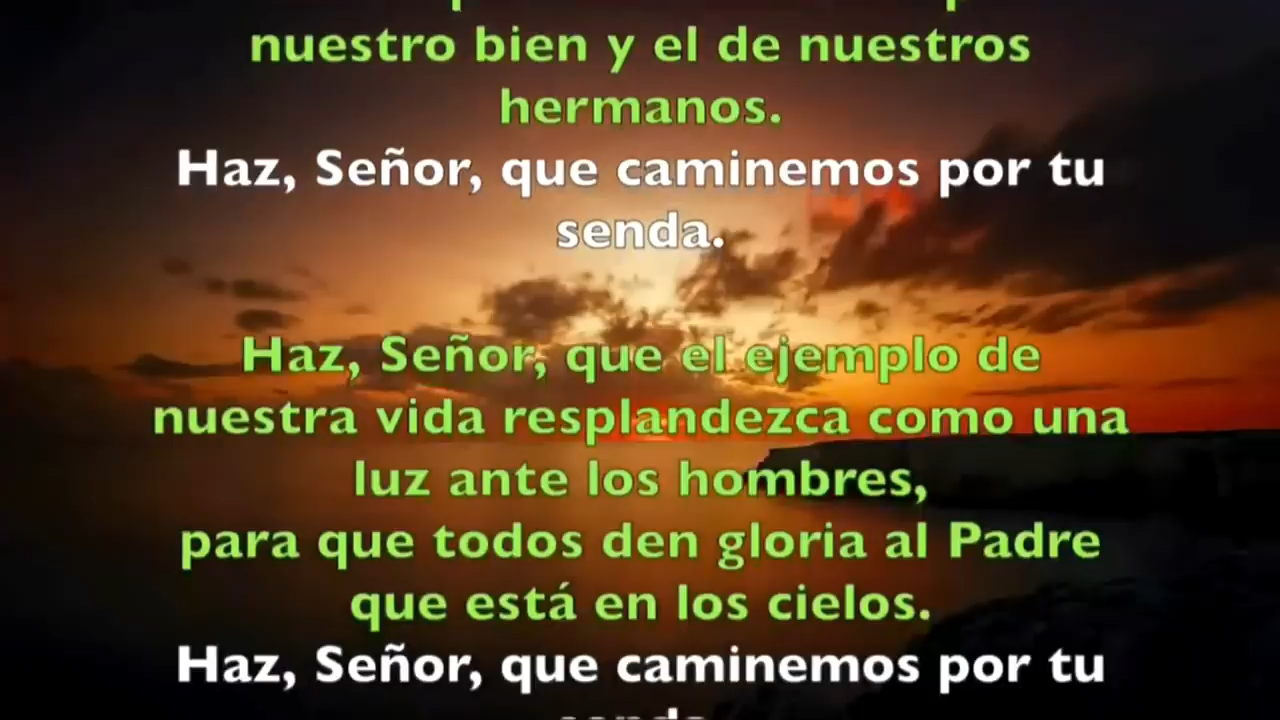 nuestro bien y el de nuestros
hermanos.
Haz, Señor, que caminemos por tu
senda.
Haz, Señor, que el ejemplo de
nuestra vida resplandezca como una
luz ante los hombres,
para que todos den gloria al Padre
que está en los cielos.
Haz, Señor, que caminemos por tu